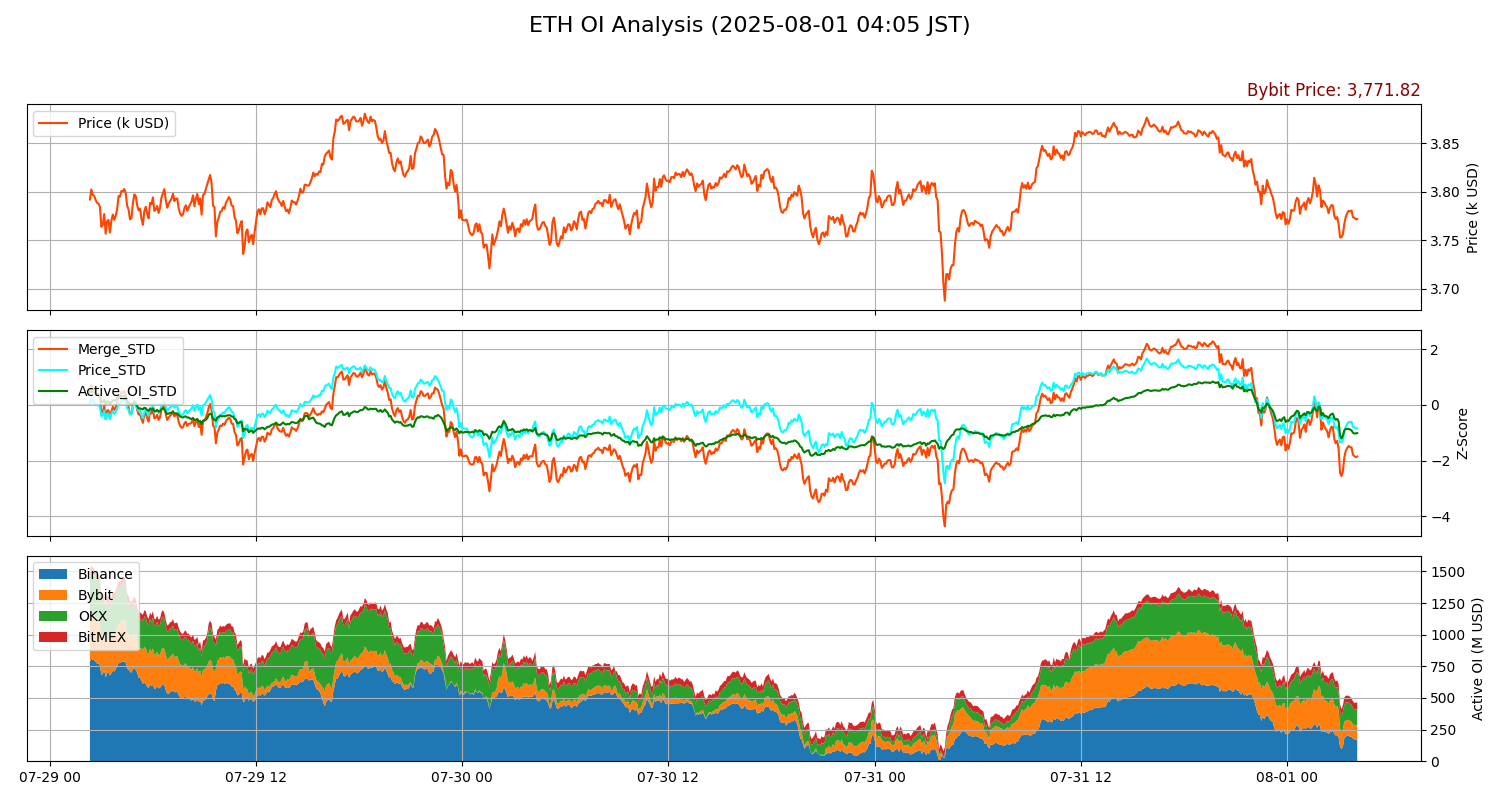 ETH OI Analysis (2025-08-01 04:05 JST)
Bybit Price: 3,771.82
Price (k USD)
3.85
3.80
3.75
3.70
Price (k USD)
Merge_STD
Price_STD
Active_OI_STD
2
0
−2
−4
Z-Score
Binance
Bybit
OKX
BitMEX
1500
1250
1000
750
500
250
0
Active OI (M USD)
07-29 00
07-29 12
07-30 00
07-30 12
07-31 00
07-31 12
08-01 00